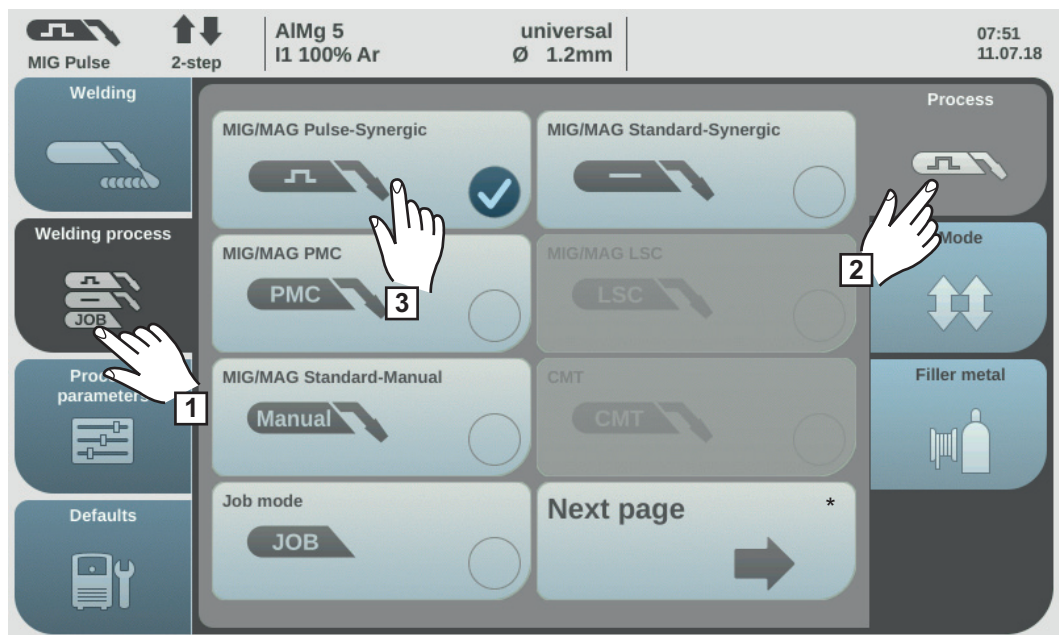 MIG Pulse
2-step
AlMg 5
I1 100% Ar
universal
Ø 1.2mm
07:51
11.07.18
Welding
Welding process
JOB
1
Process
parameters
Defaults
MIG/MAG Pulse-Synergic
MIG/MAG Standard-Synergic
MIG/MAG PMC
PMC
3
MIG/MAG LSC
LSC
MIG/MAG Standard-Manual
Manual
CMT
CMT
Job mode
JOB
Next page *
Process
2
Mode
Filler metal